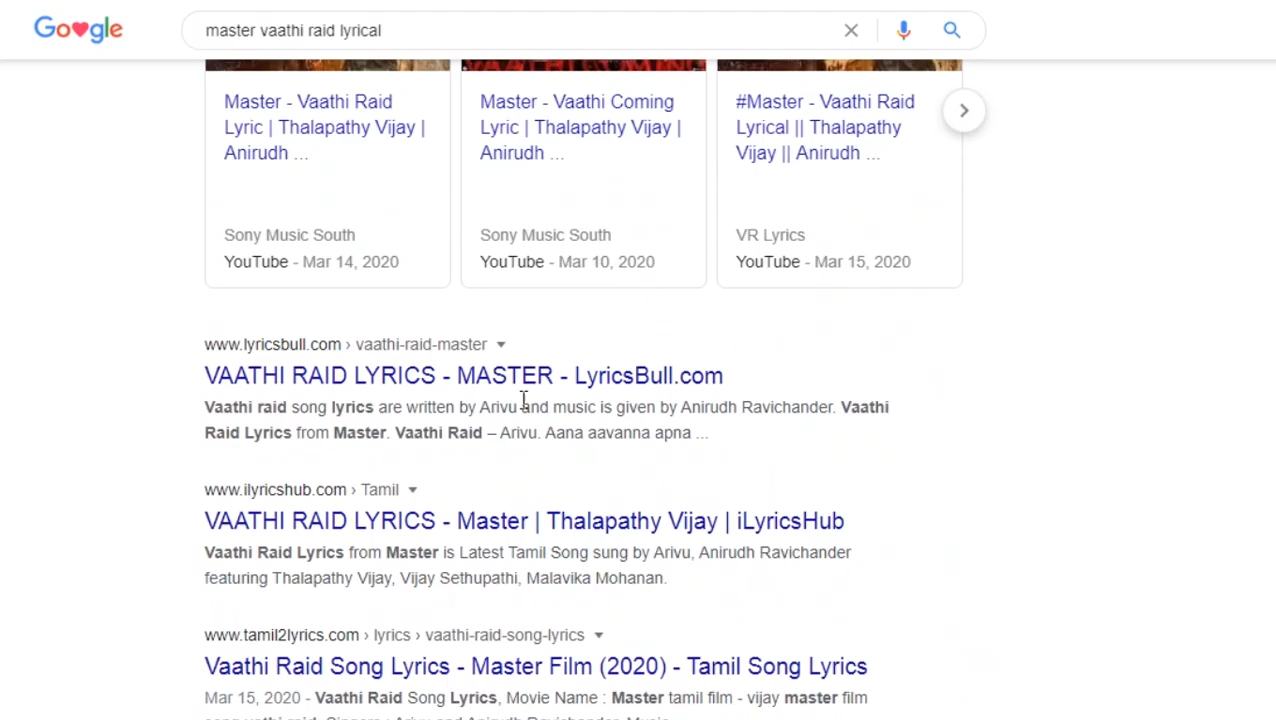 Go❤gle
master vaathi raid lyrical
Master - Vaathi Raid
Lyric | Thalapathy Vijay |
Anirudh ...
Sony Music South
YouTube - Mar 14, 2020
Master - Vaathi Coming
Lyric | Thalapathy Vijay |
Anirudh ...
Sony Music South
YouTube - Mar 10, 2020
#Master - Vaathi Raid
Lyrical || Thalapathy
Vijay || Anirudh ...
VR Lyrics
YouTube - Mar 15, 2020
www.lyricsbull.com › vaathi-raid-master
VAATHI RAID LYRICS - MASTER - LyricsBull.com
Vaathi raid song lyrics are written by Arivu and music is given by Anirudh Ravichander. Vaathi
Raid Lyrics from Master. Vaathi Raid – Arivu. Aana aavanna apna ...
www.ilyricshub.com › Tamil
VAATHI RAID LYRICS - Master | Thalapathy Vijay | iLyricsHub
Vaathi Raid Lyrics from Master is Latest Tamil Song sung by Arivu, Anirudh Ravichander
featuring Thalapathy Vijay, Vijay Sethupathi, Malavika Mohanan.
www.tamil2lyrics.com › lyrics › vaathi-raid-song-lyrics
Vaathi Raid Song Lyrics - Master Film (2020) - Tamil Song Lyrics
Mar 15, 2020 - Vaathi Raid Song Lyrics, Movie Name : Master tamil film - vijay master film